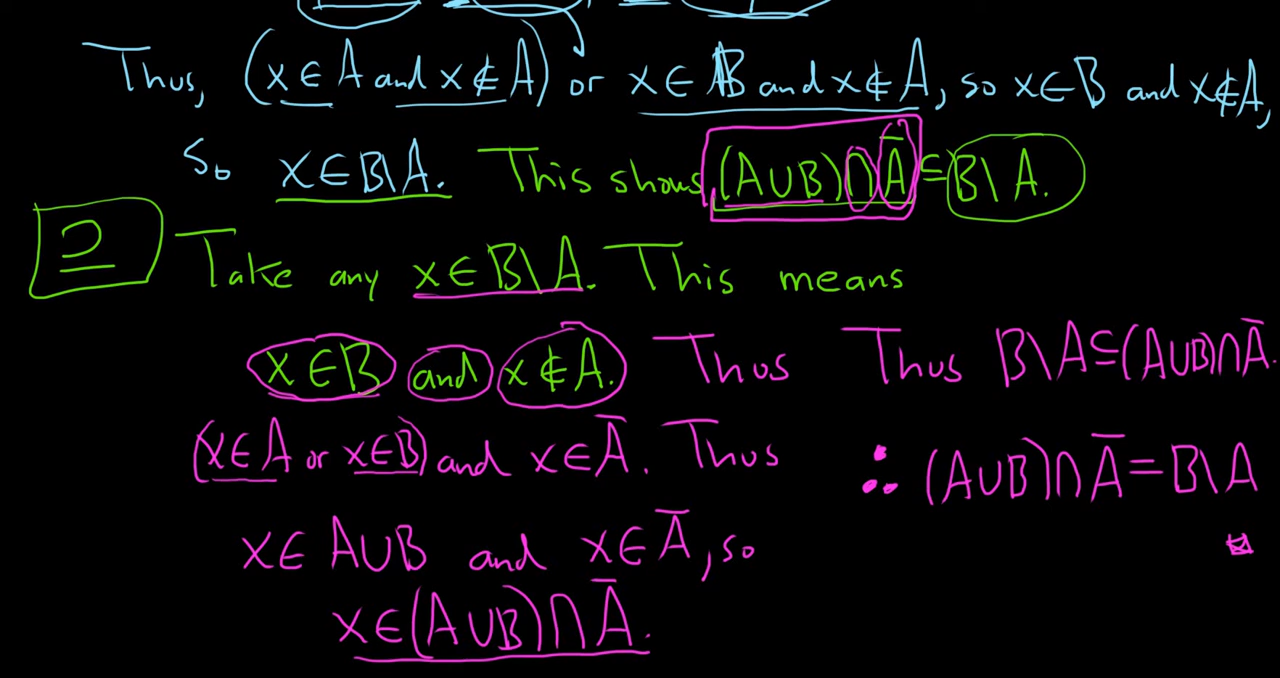 Thus, (x ∈ A and x ∉ A) or x ∈ B and x ∉ A, so x ∈ B and x ∉ A,
So x ∈ B\A. This shows (A∪B)∩A̅ ⊆ B\A.
⊇ Take any x ∈ B\A. This means
x ∈ B and x ∉ A. Thus
(x ∈ A or x ∈ B) and x ∈ A̅. Thus
x ∈ A∪B and x ∈ A̅, so
x ∈ (A∪B)∩A̅.
Thus B\A ⊆ (A∪B)∩A̅.
∴ (A∪B)∩A̅ = B\A